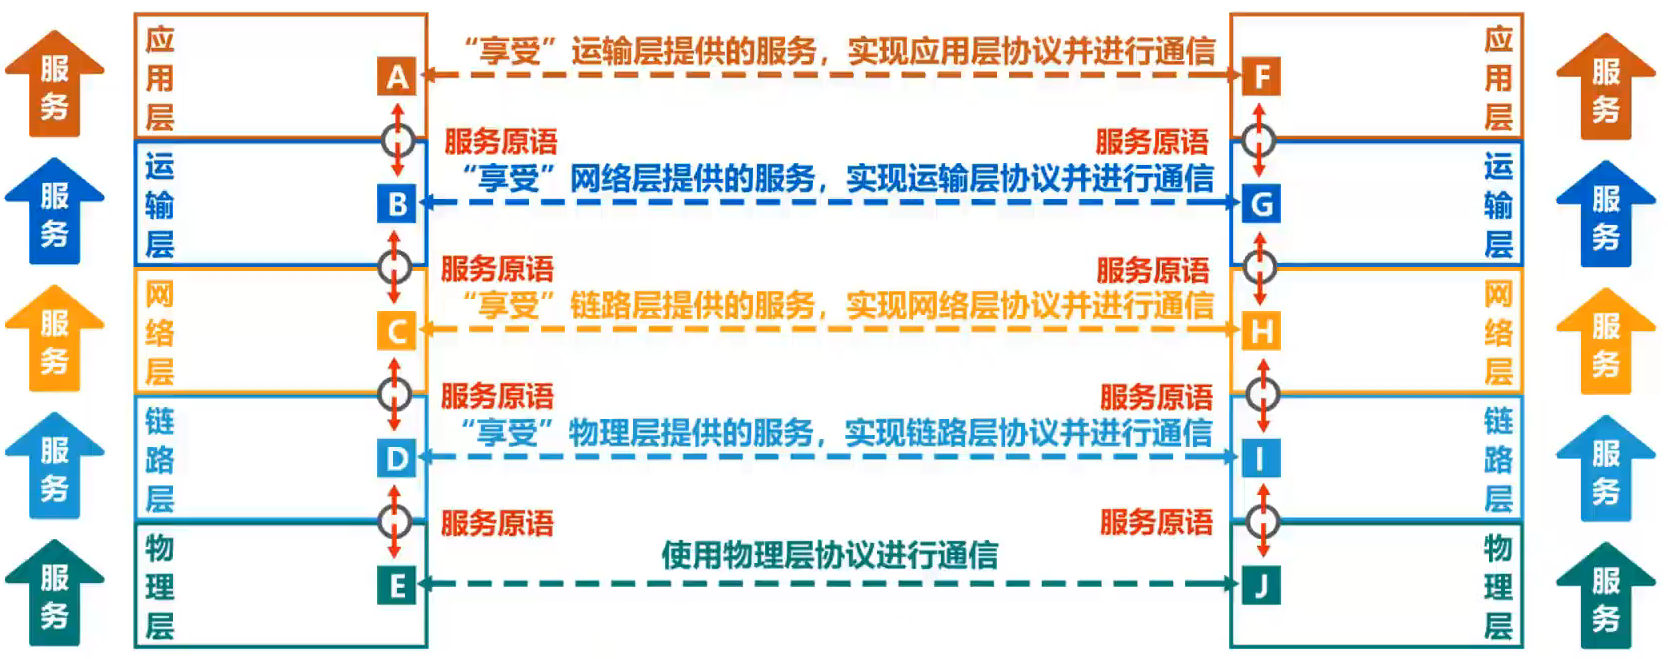 服务
应用层
A
“享受”运输层提供的服务，实现应用层协议并进行通信
F
应用层
服务
服务原语
服务原语
服务
运输层
B
“享受”网络层提供的服务，实现运输层协议并进行通信
G
运输层
服务
服务原语
服务原语
服务
网络层
C
“享受”链路层提供的服务，实现网络层协议并进行通信
H
网络层
服务
服务原语
服务原语
服务
链路层
D
“享受”物理层提供的服务，实现链路层协议并进行通信
I
链路层
服务
服务原语
服务原语
服务
物理层
E
使用物理层协议进行通信
J
物理层
服务